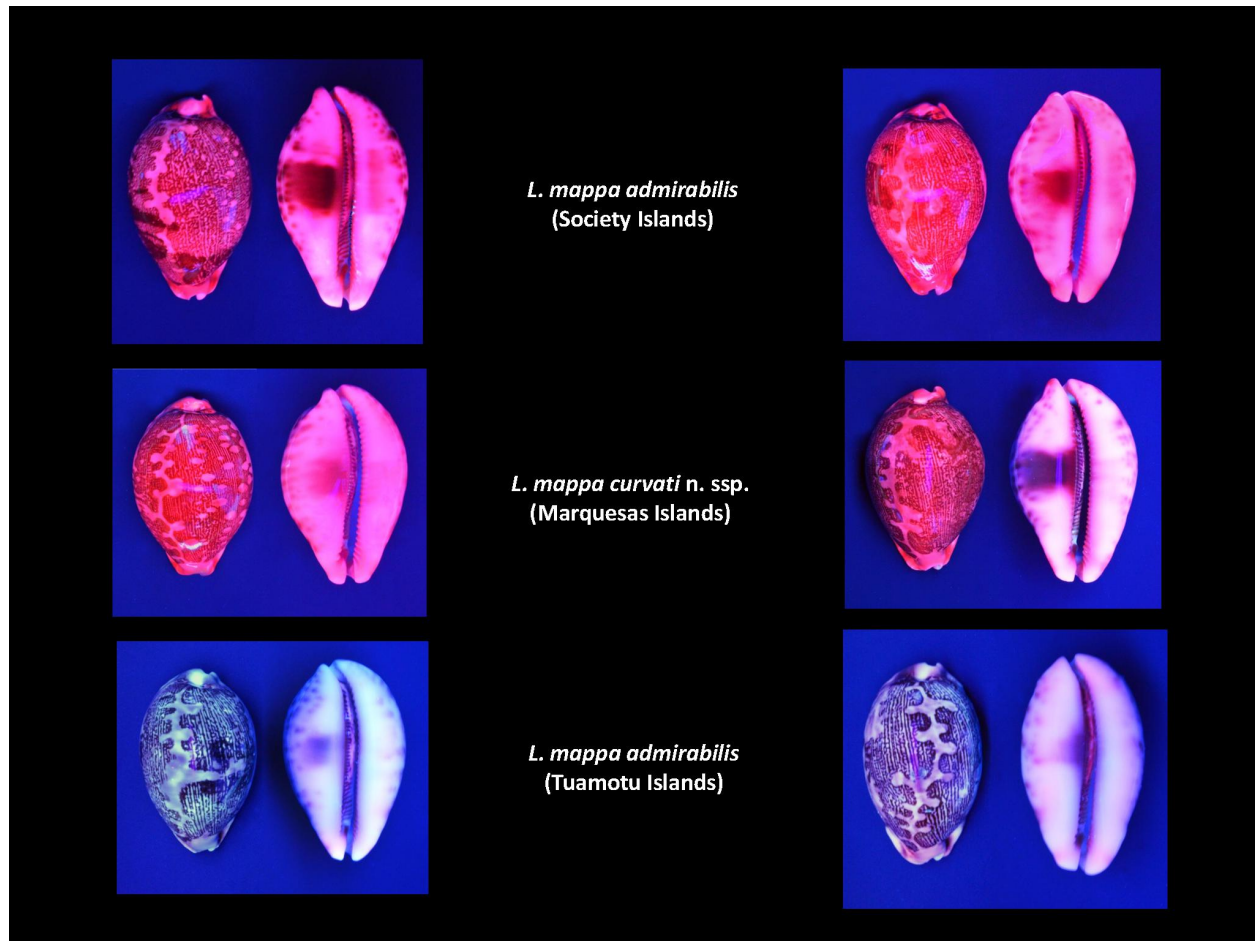 L. mappa admirabilis
(Society Islands)
L. mappa curvati n. ssp.
(Marquesas Islands)
L. mappa admirabilis
(Tuamotu Islands)